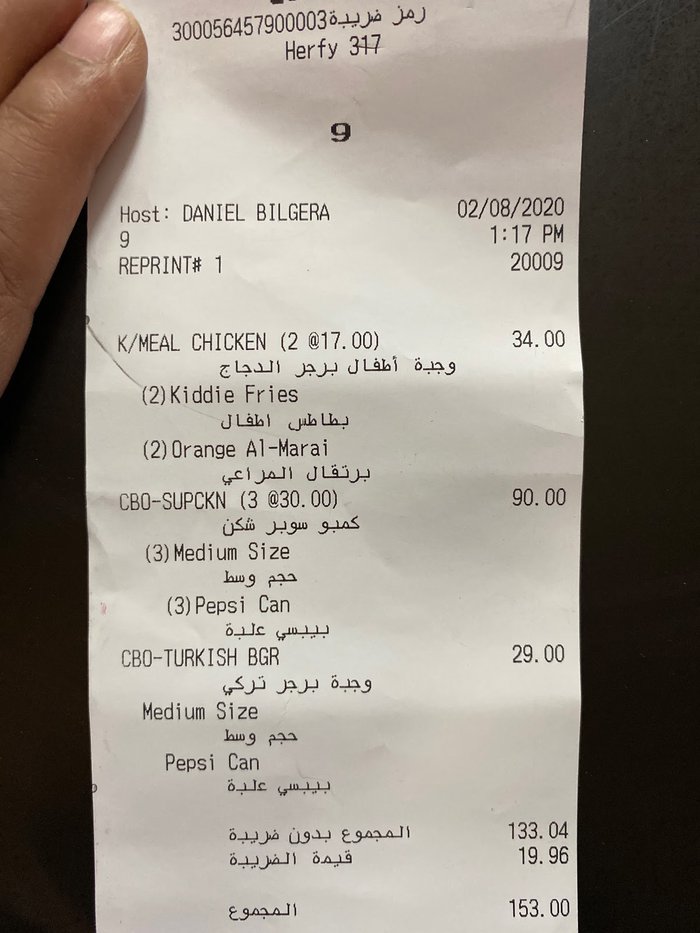 رمز ضريبة300056457900003
Herfy 317
9
Host: DANIEL BILGERA 02/08/2020
9 1:17 PM
REPRINT# 1 20009
K/MEAL CHICKEN (2 @17.00) 34.00
وجبة أطفال برجر الدجاج
(2)Kiddie Fries
بطاطس اطفال
(2)Orange Al-Marai
برتقال المراعي
CBO-SUPCKN (3 @30.00) 90.00
كمبو سوبر شكن
(3)Medium Size
حجم وسط
(3)Pepsi Can
بيبسي علبة
CBO-TURKISH BGR 29.00
وجبة برجر تركي
Medium Size
حجم وسط
Pepsi Can
بيبسي علبة
المجموع بدون ضريبة 133.04
قيمة الضريبة 19.96
المجموع 153.00